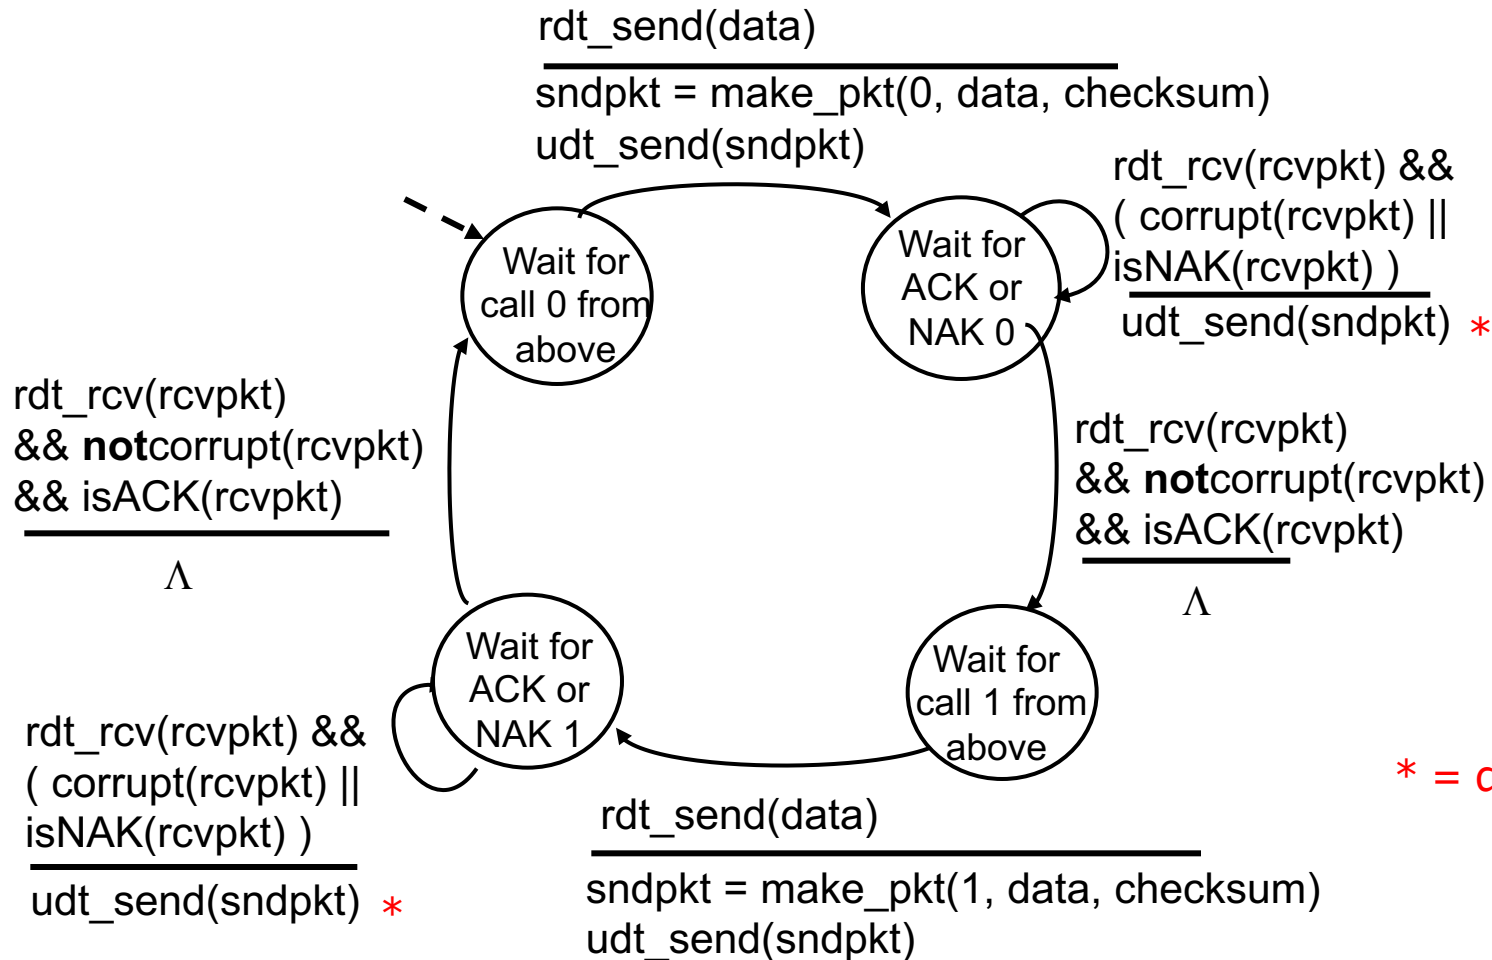 rdt_send(data)
sndpkt = make_pkt(0, data, checksum)
udt_send(sndpkt)
rdt_rcv(rcvpkt) &&
( corrupt(rcvpkt) ||
isNAK(rcvpkt) )
udt_send(sndpkt) *
Wait for
call 0 from
above
Wait for
ACK or
NAK 0
rdt_rcv(rcvpkt)
&& notcorrupt(rcvpkt)
&& isACK(rcvpkt)
Λ
rdt_rcv(rcvpkt)
&& notcorrupt(rcvpkt)
&& isACK(rcvpkt)
Λ
Wait for
ACK or
NAK 1
Wait for
call 1 from
above
rdt_rcv(rcvpkt) &&
( corrupt(rcvpkt) ||
isNAK(rcvpkt) )
udt_send(sndpkt) *
* =
rdt_send(data)
sndpkt = make_pkt(1, data, checksum)
udt_send(sndpkt)